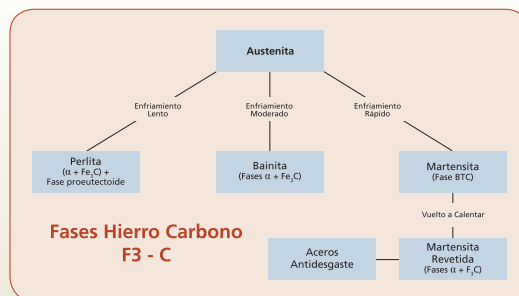 Austenita
Enfriamiento
Lento
Enfriamiento
Moderado
Enfriamiento
Rápido
Perlita
(α + Fe₃C) +
Fase proeutectoide
Bainita
(Fases α + Fe₃C)
Martensita
(Fase BTC)
Vuelto a Calentar
Fases Hierro Carbono
F3 - C
Aceros
Antidesgaste
Martensita
Revetida
(Fases α + F₃C)